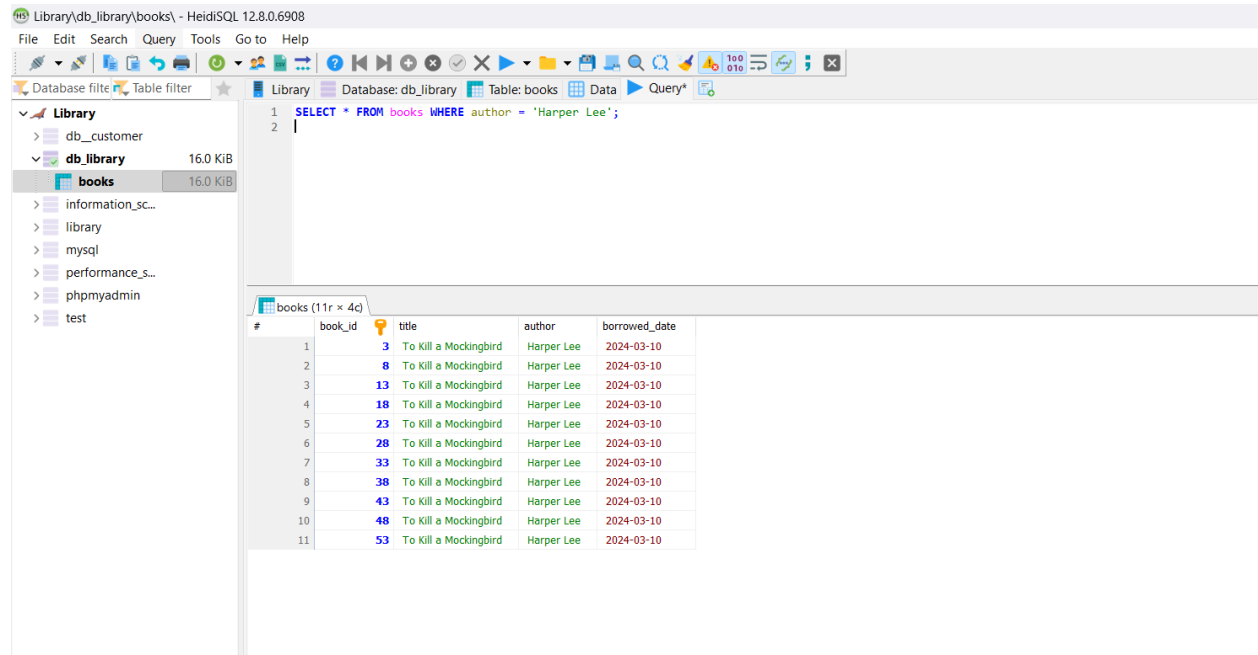 Library\db_library\books\ - HeidiSQL 12.8.0.6908
File Edit Search Query Tools Go to Help
Database filte Table filter
Library Database: db_library Table: books Data Query*
Library
db__customer
db_library 16.0 KiB
books 16.0 KiB
information_sc...
library
mysql
performance_s...
phpmyadmin
test
1 SELECT * FROM books WHERE author = 'Harper Lee';
2
books (11r × 4c)
# book_id title author borrowed_date
1 3 To Kill a Mockingbird Harper Lee 2024-03-10
2 8 To Kill a Mockingbird Harper Lee 2024-03-10
3 13 To Kill a Mockingbird Harper Lee 2024-03-10
4 18 To Kill a Mockingbird Harper Lee 2024-03-10
5 23 To Kill a Mockingbird Harper Lee 2024-03-10
6 28 To Kill a Mockingbird Harper Lee 2024-03-10
7 33 To Kill a Mockingbird Harper Lee 2024-03-10
8 38 To Kill a Mockingbird Harper Lee 2024-03-10
9 43 To Kill a Mockingbird Harper Lee 2024-03-10
10 48 To Kill a Mockingbird Harper Lee 2024-03-10
11 53 To Kill a Mockingbird Harper Lee 2024-03-10